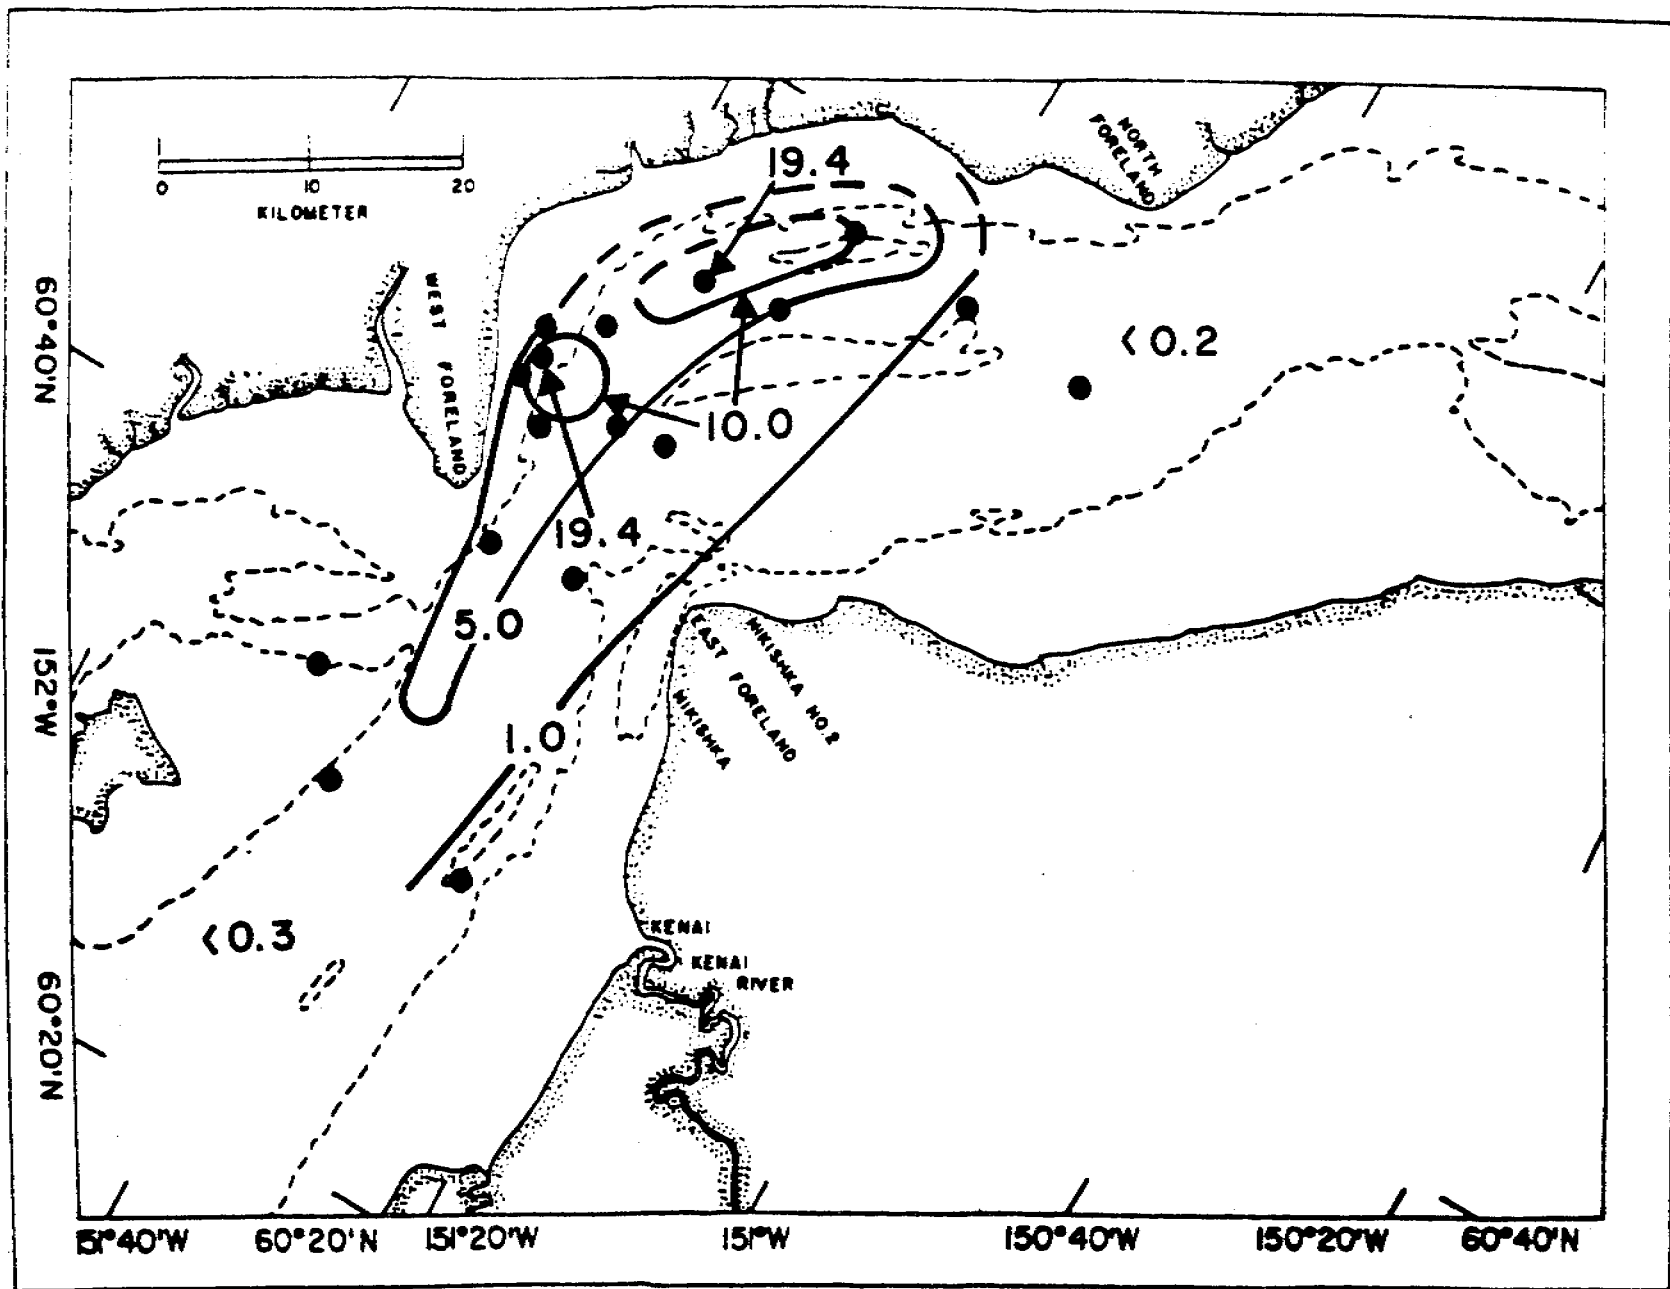 NORTH
FORELAND
19.4
0 10 20
KILOMETER
WEST FORELAND
60°40'N
<0.2
10.0
19.4
5.0
152°W
NIKISHKA NO.2
EAST FORELAND
NIKISHKA
1.0
<0.3
KENAI
KENAI
RIVER
60°20'N
151°40'W 60°20'N 151°20'W 151°W 150°40'W 150°20'W 60°40'N